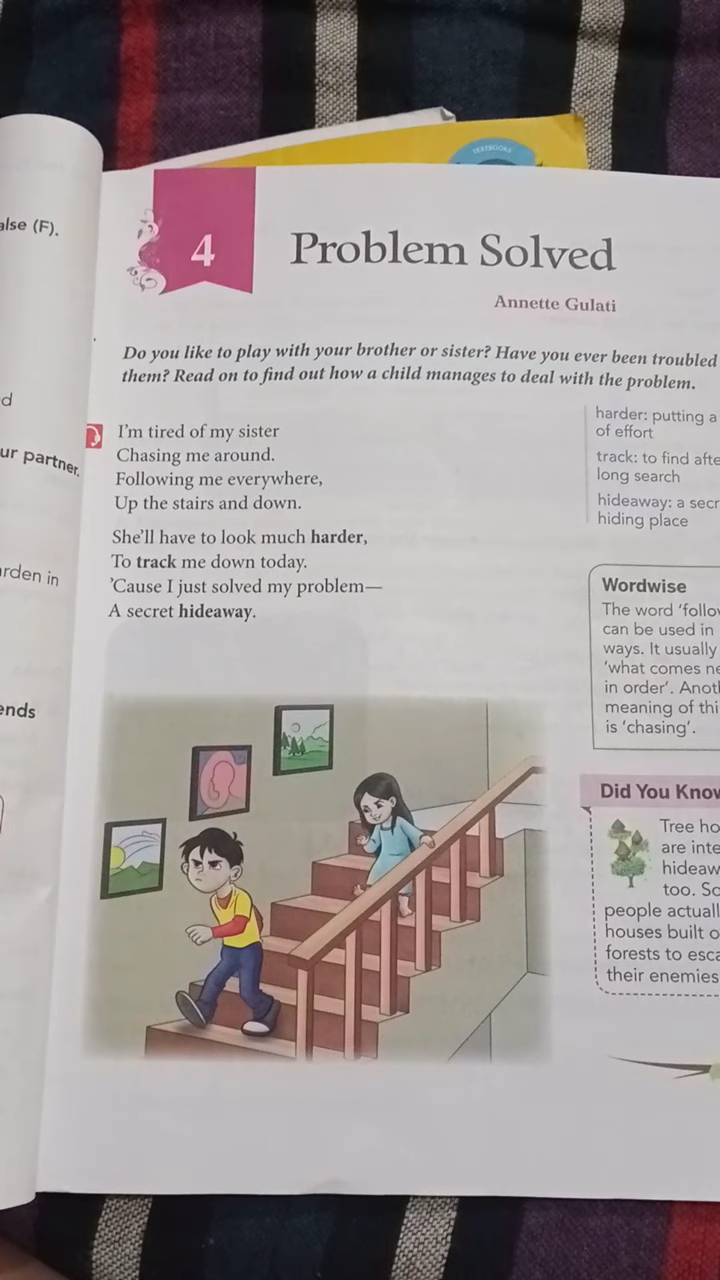 TEXTBOOKS
alse (F).
d
ur partner.
arden in
ends
4
Problem Solved
Annette Gulati
Do you like to play with your brother or sister? Have you ever been troubled
them? Read on to find out how a child manages to deal with the problem.
I'm tired of my sister
Chasing me around.
Following me everywhere,
Up the stairs and down.
She'll have to look much harder,
To track me down today.
'Cause I just solved my problem—
A secret hideaway.
harder: putting a
of effort
track: to find afte
long search
hideaway: a secr
hiding place
Wordwise
The word 'follow
can be used in
ways. It usually
'what comes ne
in order'. Anoth
meaning of thi
is 'chasing'.
Did You Know
Tree ho
are inte
hideaw
too. So
people actuall
houses built o
forests to esca
their enemies